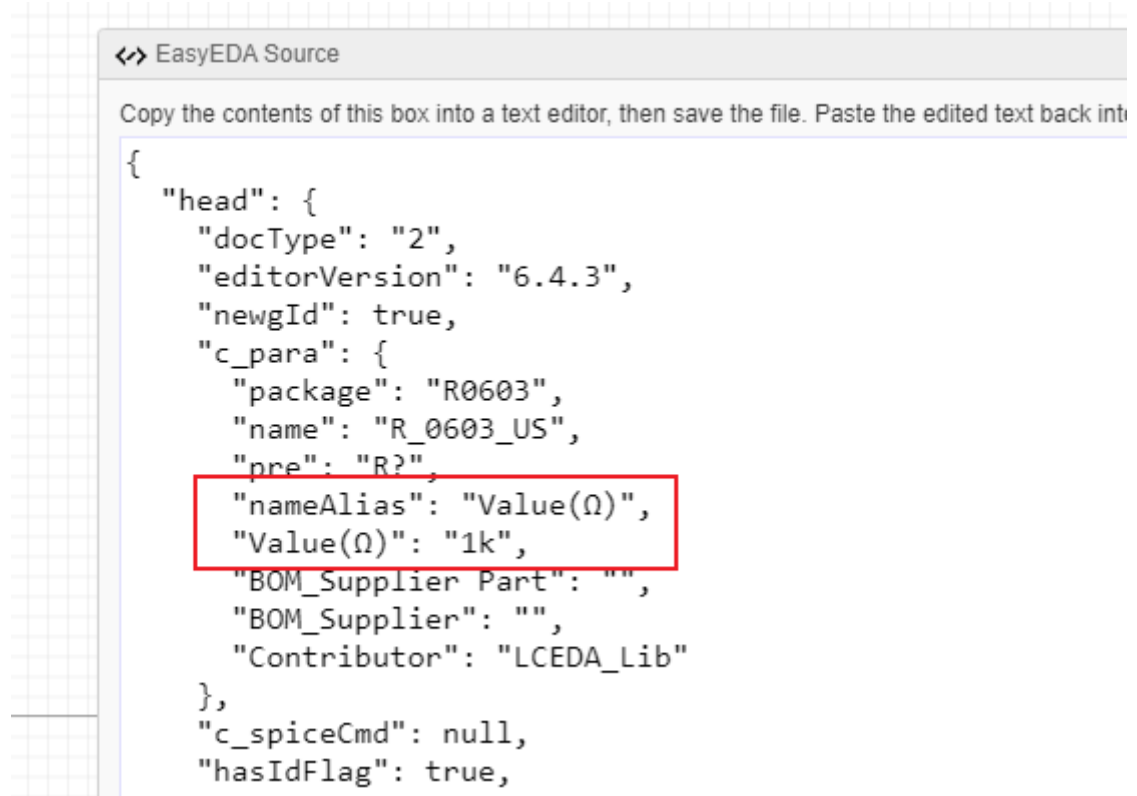 EasyEDA Source
Copy the contents of this box into a text editor, then save the file. Paste the edited text back
{
"head": {
"docType": "2",
"editorVersion": "6.4.3",
"newgId": true,
"c_para": {
"package": "R0603",
"name": "R_0603_US",
"pre": "R?",
"nameAlias": "Value(Ω)",
"Value(Ω)": "1k",
"BOM_Supplier Part": "",
"BOM_Supplier": "",
"Contributor": "LCEDA_Lib"
},
"c_spiceCmd": null,
"hasIdFlag": true,